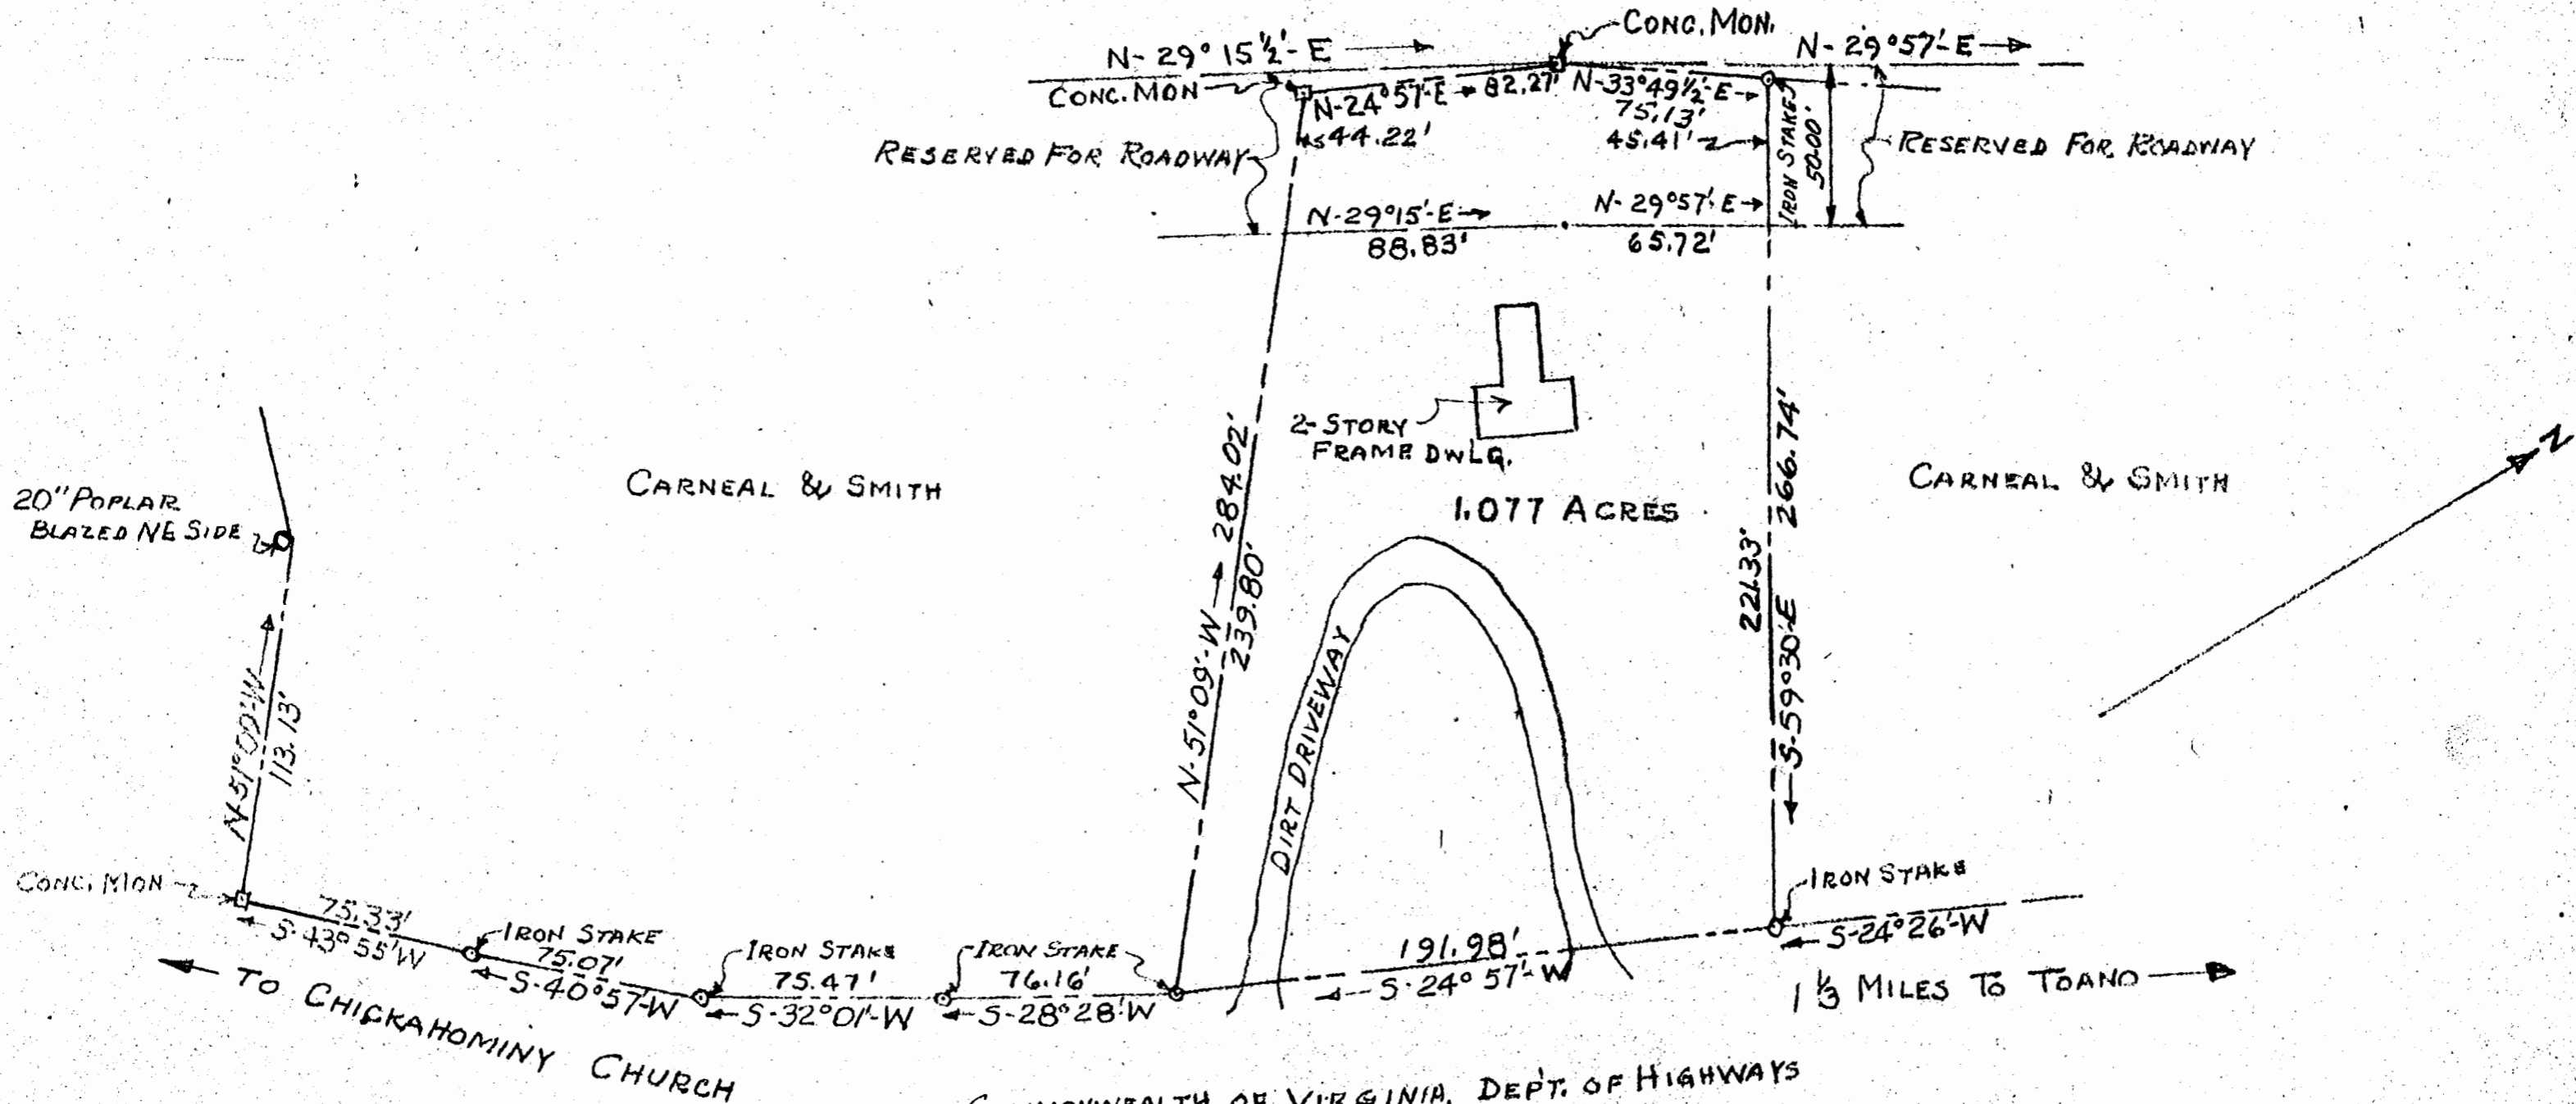 CONC. MON.
N-29°15½'-E
N-29°57'-E
CONC. MON
N-24°57'-E 82.27'
N-33°49½'-E
75.13'
44.22'
45.41'
IRON STAKES
50.00'
RESERVED FOR ROADWAY
RESERVED FOR ROADWAY
N-29°15'-E
88.83'
N-29°57'-E
65.72'
2-STORY
FRAME DWLG.
1.077 ACRES
CARNEAL & SMITH
CARNEAL & SMITH
N
20" POPLAR
BLAZED NE SIDE
N-51°09'-W 284.02'
239.80'
221.33'
S-59°30'-E 266.74'
113.13'
DIRT DRIVEWAY
CONC. MON
75.33'
S-43°55'W
IRON STAKE
75.07'
S-40°57'-W
IRON STAKE
75.47'
S-32°01'-W
IRON STAKE
76.16'
S-28°28'W
191.98'
S-24°57'-W
IRON STAKE
S-24°26'-W
TO CHICKAHOMINY CHURCH
1 ⅓ MILES TO TOANO
COMMONWEALTH OF VIRGINIA, DEPT. OF HIGHWAYS